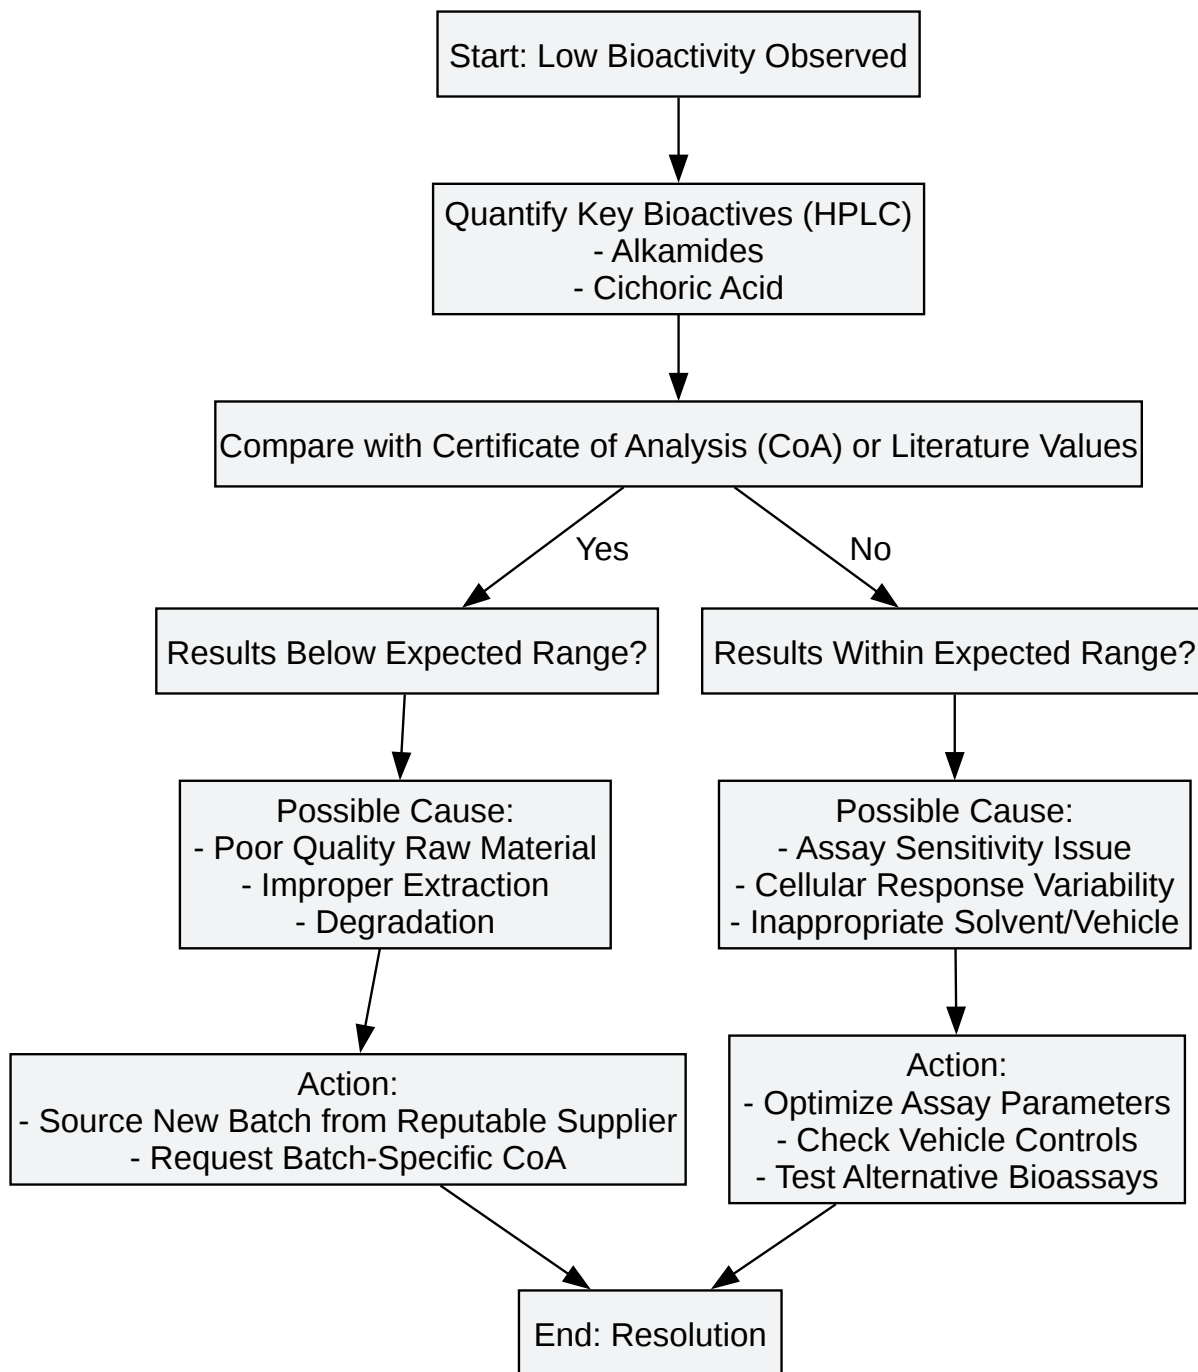 Start: Low Bioactivity Observed
Quantify Key Bioactives (HPLC)
- Alkamides
- Cichoric Acid
Compare with Certificate of Analysis (CoA) or Literature Values
Yes
No
Results Below Expected Range?
Results Within Expected Range?
Possible Cause:
- Poor Quality Raw Material
- Improper Extraction
- Degradation
Possible Cause:
- Assay Sensitivity Issue
- Cellular Response Variability
- Inappropriate Solvent/Vehicle
Action:
- Source New Batch from Reputable Supplier
- Request Batch-Specific CoA
Action:
- Optimize Assay Parameters
- Check Vehicle Controls
- Test Alternative Bioassays
End: Resolution